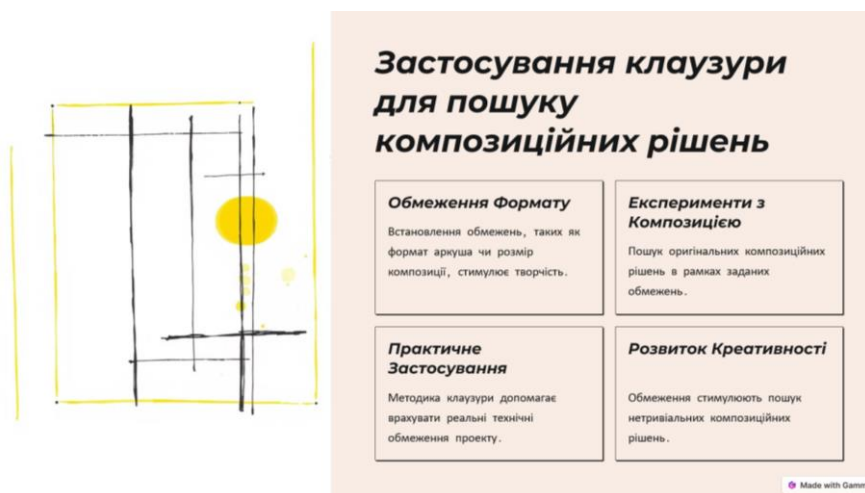 Застосування клаузури
для пошуку
композиційних рішень
Обмеження Формату
Встановлення обмежень, таких як
формат аркуша чи розмір
композиції, стимулює творчість.
Експерименти з
Композицією
Пошук оригінальних композиційних
рішень в рамках заданих
обмежень.
Практичне
Застосування
Методика клаузури допомагає
врахувати реальні технічні
обмеження проекту.
Розвиток Креативності
Обмеження стимулюють пошук
нетривіальних композиційних
рішень.
Made with Gamm